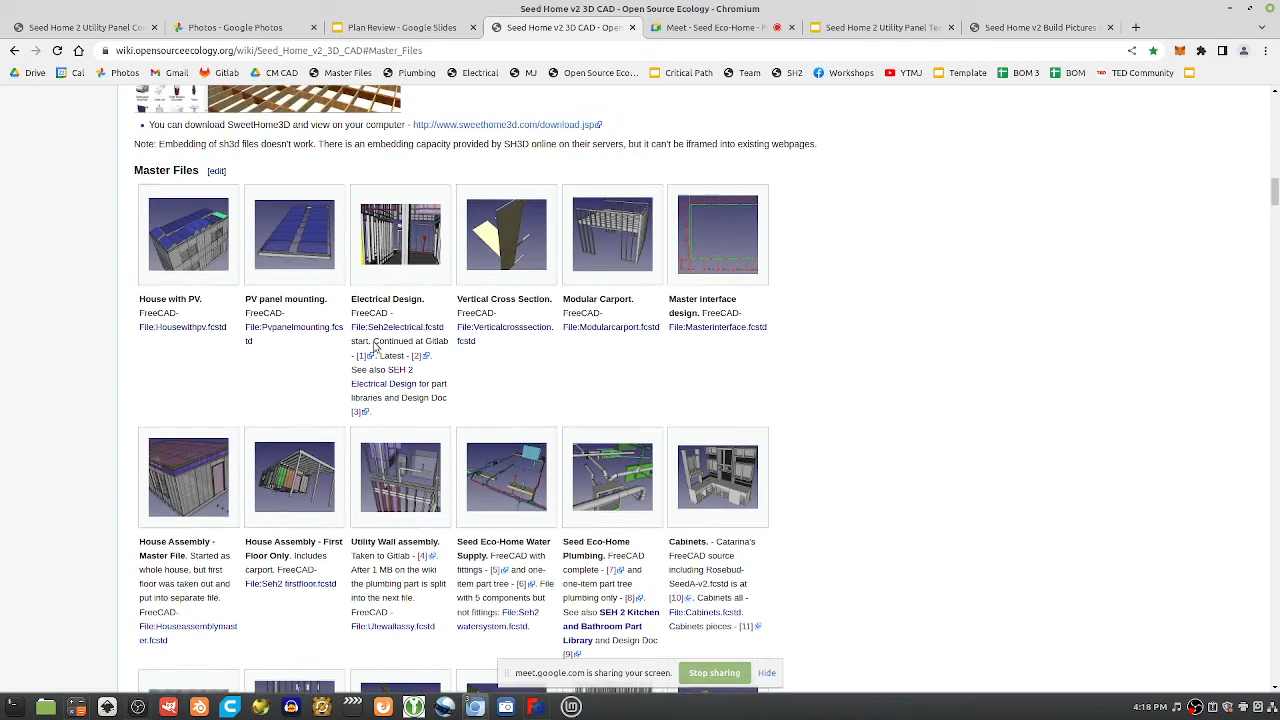 Seed Home v2 3D CAD - Open Source Ecology - Chromium
Seed Home 2 Utility Panel Co
Photos - Google Photos
Plan Review - Google Slides
Seed Home v2 3D CAD - Open
Meet - Seed Eco-Home - P
Seed Home 2 Utility Panel Tec
Seed Home v2 Build Pictures
wiki.opensourceecology.org/wiki/Seed_Home_v2_3D_CAD#Master_Files
Drive Cal Photos Gmail Gitlab CM CAD MasterFiles Plumbing Electrical MJ Open Source Eco... Critical Path Team SH2 Workshops YTMJ Template BOM 3 BOM TED Community
You can download SweetHome3D and view on your computer - http://www.sweethome3d.com/download.jsp
Note: Embedding of sh3d files doesn't work. There is an embedding capacity provided by SH3D online on their servers, but it can't be iframed into existing webpages.
Master Files [edit]
House with PV.
FreeCAD-
File:Housewithpv.fcstd
PV panel mounting.
FreeCAD-
File:Pvpanelmounting.fcs
td
Electrical Design.
FreeCAD -
File:Seh2electrical.fcstd
start. Continued at Gitlab
- [1]. Latest - [2].
See also SEH 2
Electrical Design for part
libraries and Design Doc
[3].
Vertical Cross Section.
FreeCAD-
File:Verticalcrosssection.
fcstd
Modular Carport.
FreeCAD-
File:Modularcarport.fcstd
Master interface
design. FreeCAD-
File:Masterinterface.fcstd
House Assembly -
Master File. Started as
whole house, but first
floor was taken out and
put into separate file.
FreeCAD-
File:Houseassemblymast
er.fcstd
House Assembly - First
Floor Only. Includes
carport. FreeCAD-
File:Seh2 firstfloor.fcstd
Utility Wall assembly.
Taken to Gitlab - [4].
After 1 MB on the wiki
the plumbing part is split
into the next file.
FreeCAD -
File:Utewallassy.fcstd
Seed Eco-Home Water
Supply. FreeCAD with
fittings - [5] and one-
item part tree - [6]. File
with 5 components but
not fittings: File:Seh2
watersystem.fcstd.
Seed Eco-Home
Plumbing. FreeCAD
complete - [7] and
one-item part tree
plumbing only - [8].
See also SEH 2 Kitchen
and Bathroom Part
Library and Design Doc
[9]
Cabinets. - Catarina's
FreeCAD source
including Rosebud-
SeedA-v2.fcstd is at
[10]. Cabinets all -
File:Cabinets.fcstd.
Cabinets pieces - [11]
meet.google.com is sharing your screen.
Stop sharing
Hide
4:18 PM